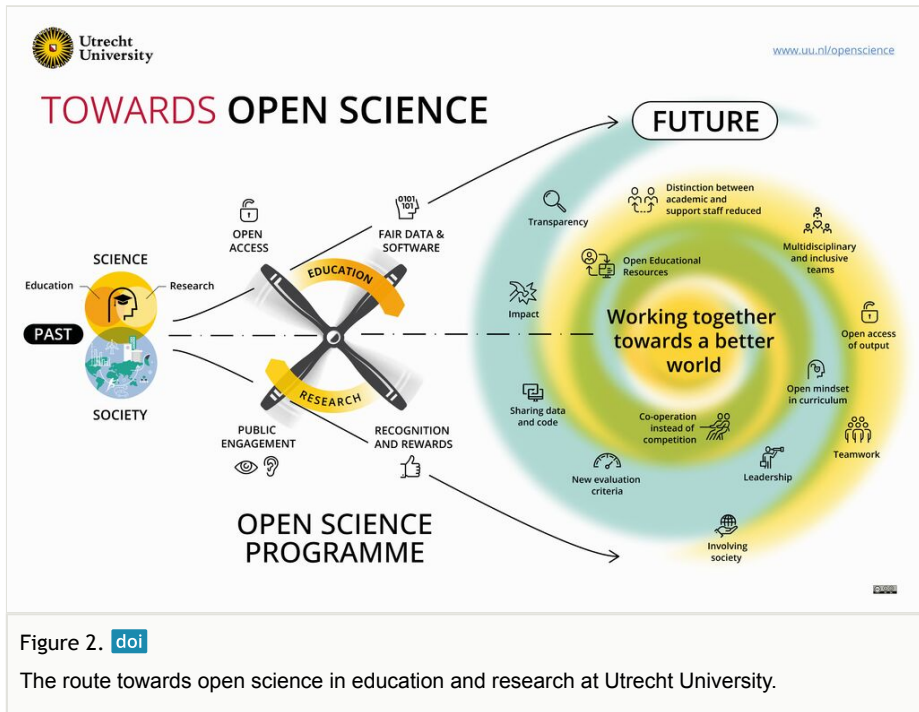 Utrecht
University
www.uu.nl/openscience
TOWARDS OPEN SCIENCE
FUTURE
OPEN
ACCESS
0101
101
FAIR DATA &
SOFTWARE
SCIENCE
Education
Research
PAST
SOCIETY
EDUCATION
RESEARCH
PUBLIC
ENGAGEMENT
RECOGNITION
AND REWARDS
OPEN SCIENCE
PROGRAMME
Transparency
Distinction between
academic and
support staff reduced
Multidisciplinary
and inclusive
teams
Open Educational
Resources
Impact
Working together
towards a better
world
Open access
of output
Open mindset
in curriculum
Sharing data
and code
Co-operation
instead of
competition
Teamwork
New evaluation
criteria
Leadership
Involving
society
Figure 2. doi
The route towards open science in education and research at Utrecht University.